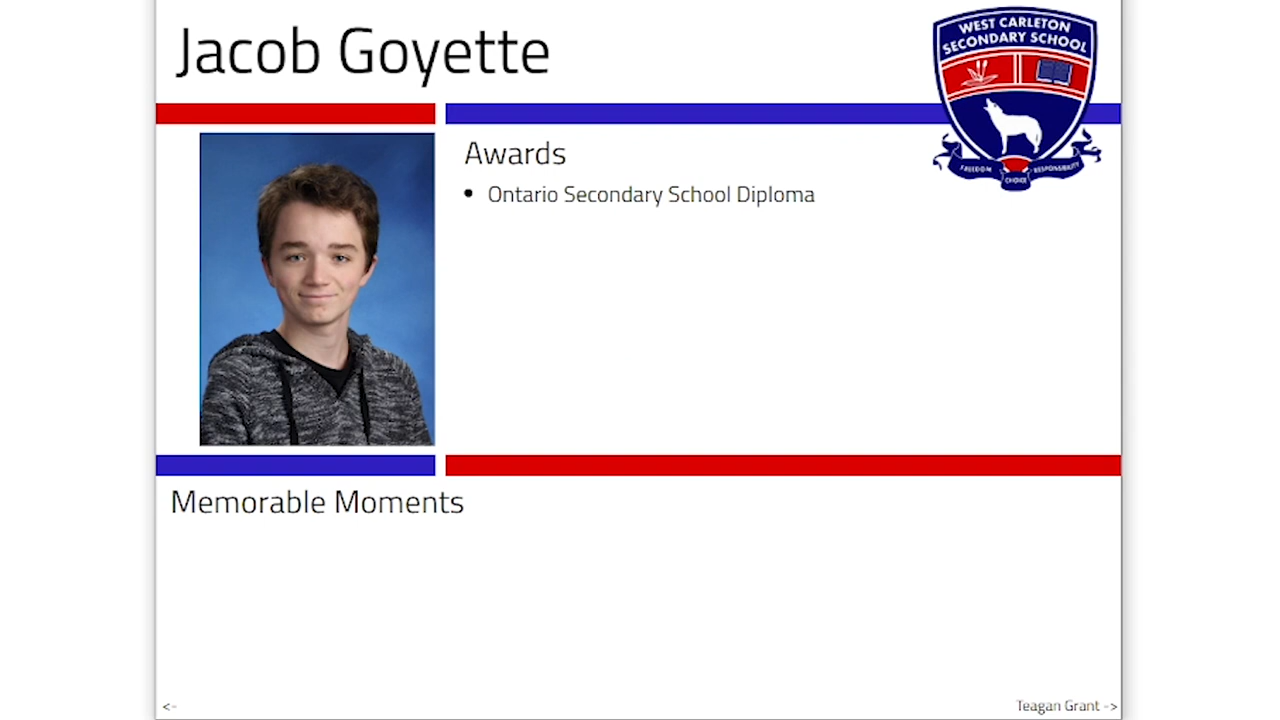 Jacob Goyette
WEST CARLETON
SECONDARY SCHOOL
FREEDOM
CHOICE
RESPONSIBILITY
Awards
• Ontario Secondary School Diploma
Memorable Moments
<-
Teagan Grant ->